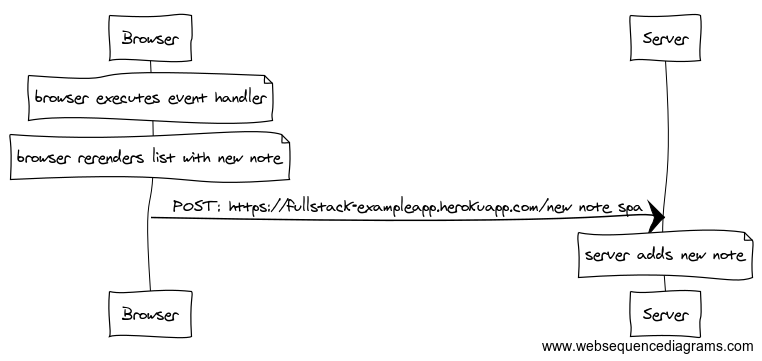 Browser
Server
browser executes event handler
browser rerenders list with new note
POST: https://fullstack-exampleapp.herokuapp.com/new note spa
server adds new note
Browser
Server
www.websequencediagrams.com